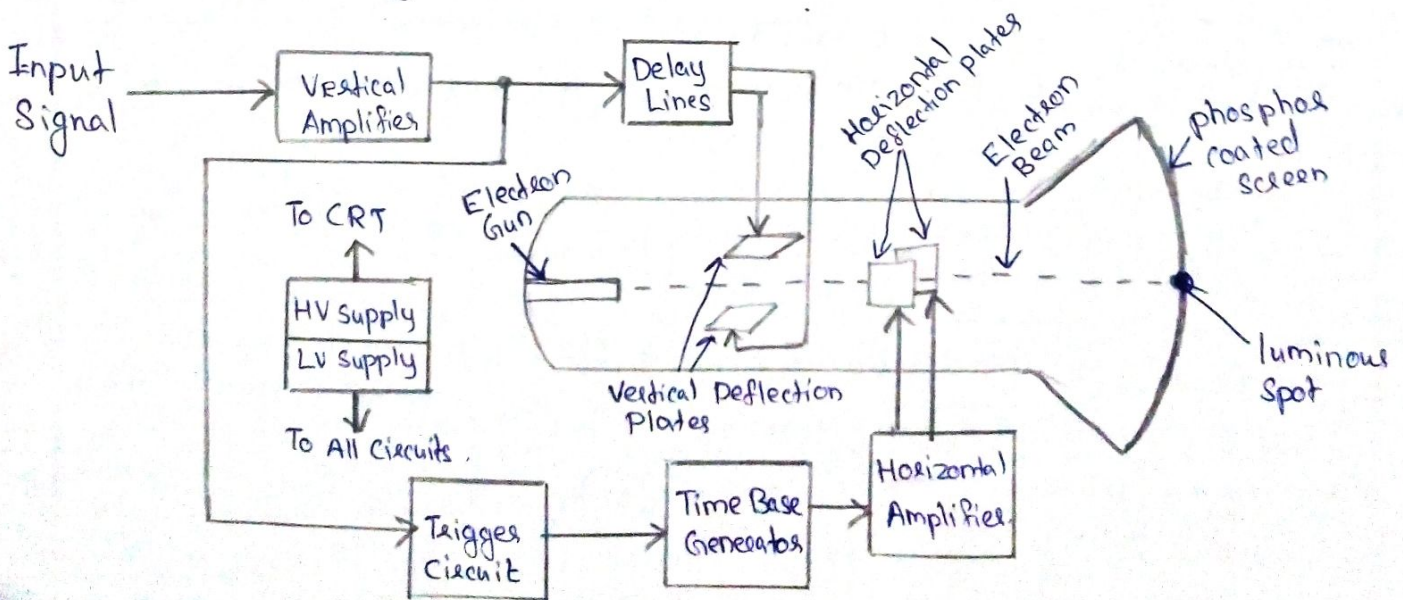 Input
Signal
Vertical
Amplifier
Delay
Lines
Horizontal
Deflection plates
Electron
Beam
phosphor
coated
screen
Electron
Gun
To CRT
HV Supply
LV Supply
To All Circuits.
Vertical Deflection
Plates
luminous
Spot
Trigger
Circuit
Time Base
Generator
Horizontal
Amplifier.